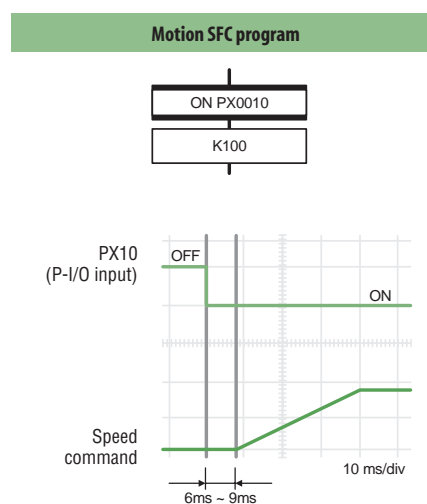 Motion SFC program
ON PX0010
K100
PX10
(P-I/O input)
OFF
ON
Speed
command
10 ms/div
6ms ~ 9ms